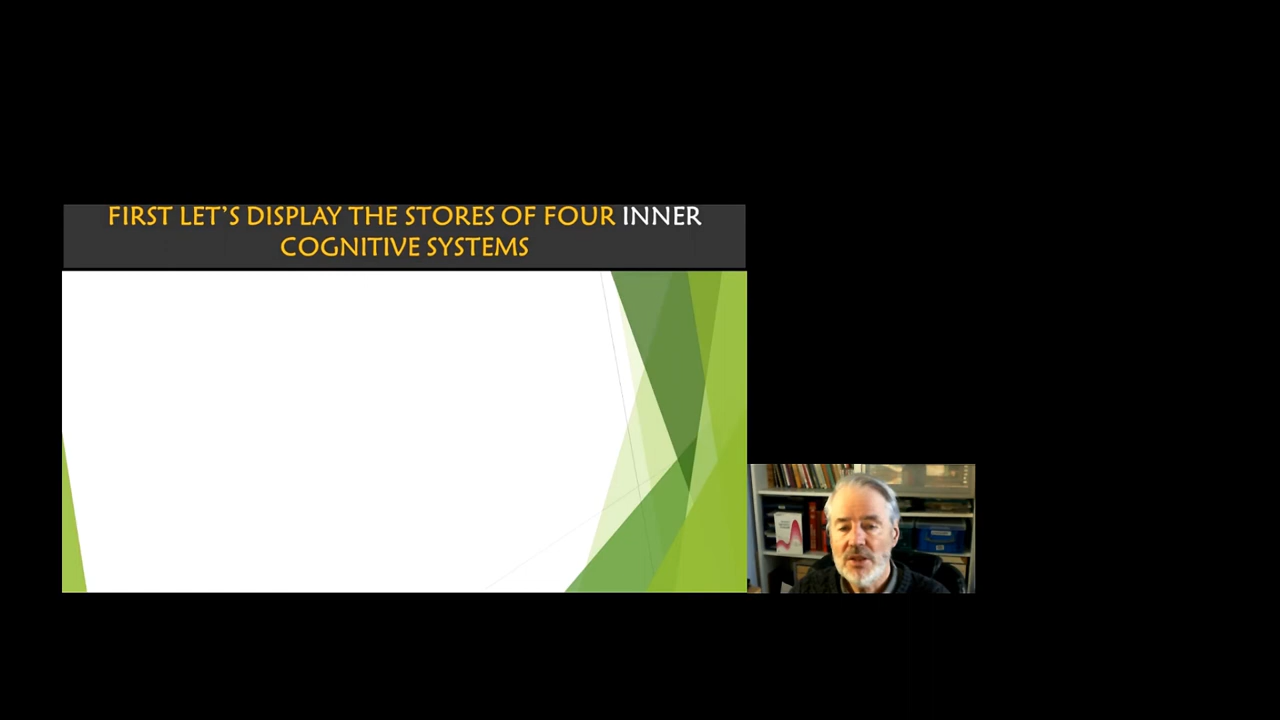 FIRST LET'S DISPLAY THE STORES OF FOUR INNER
COGNITIVE SYSTEMS